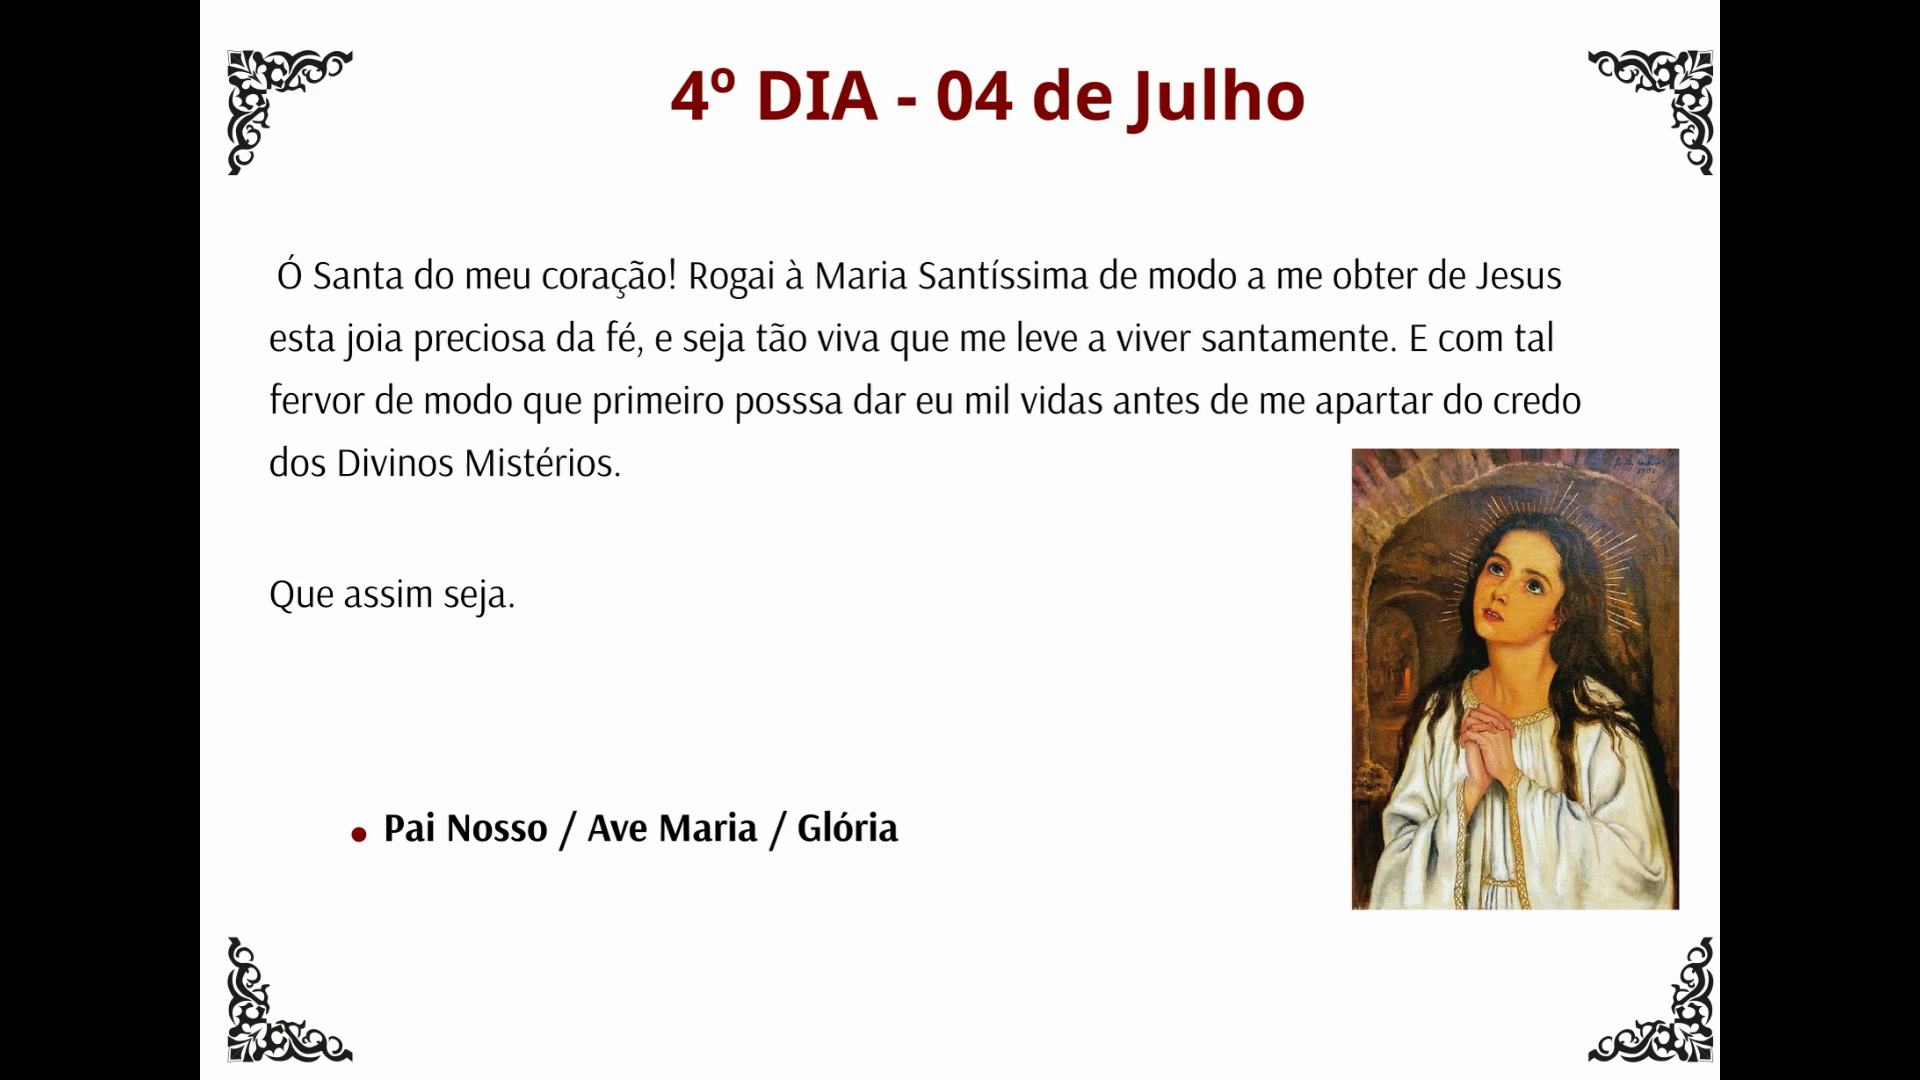 4º DIA - 04 de Julho
Ó Santa do meu coração! Rogai à Maria Santíssima de modo a me obter de Jesus
esta joia preciosa da fé, e seja tão viva que me leve a viver santamente. E com tal
fervor de modo que primeiro posssa dar eu mil vidas antes de me apartar do credo
dos Divinos Mistérios.
Que assim seja.
• Pai Nosso / Ave Maria / Glória